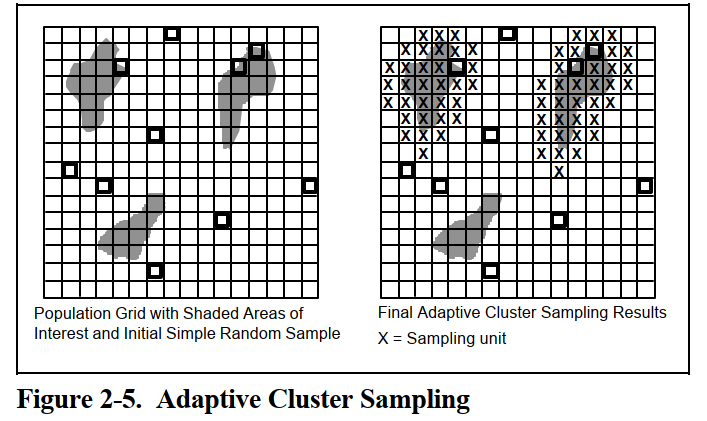 X X X X X X
X X X X X X X X X
X X X X X X X X X
X X X X X X X X X X X X
X X X X X X X X X X
X X X X X X X X
X X X X X X X
X X X X
X
Population Grid with Shaded Areas of
Interest and Initial Simple Random Sample
Final Adaptive Cluster Sampling Results
X = Sampling unit
Figure 2-5. Adaptive Cluster Sampling